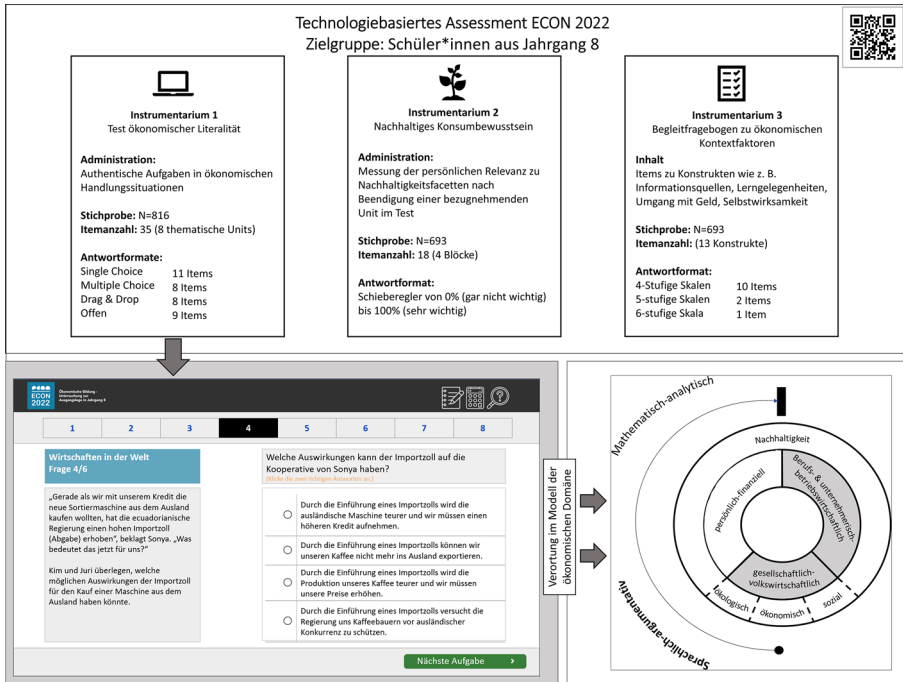 Technologiebasiertes Assessment ECON 2022
Zielgruppe: Schüler*innen aus Jahrgang 8
Instrumentarium 1
Test ökonomischer Literalität
Administration:
Authentische Aufgaben in ökonomischen
Handlungssituationen
Stichprobe: N=816
Itemanzahl: 35 (8 thematische Units)
Antwortformate:
Single Choice 11 Items
Multiple Choice 8 Items
Drag & Drop 8 Items
Offen 9 Items
Instrumentarium 2
Nachhaltiges Konsumbewusstsein
Administration:
Messung der persönlichen Relevanz zu
Nachhaltigkeitsfacetten nach
Beendigung einer bezugnehmenden
Unit im Test
Stichprobe: N=693
Itemanzahl: 18 (4 Blöcke)
Antwortformat:
Schieberegler von 0% (gar nicht wichtig)
bis 100% (sehr wichtig)
Instrumentarium 3
Begleitfragebogen zu ökonomischen
Kontextfaktoren
Inhalt
Items zu Konstrukten wie z. B.
Informationsquellen, Lerngelegenheiten,
Umgang mit Geld, Selbstwirksamkeit
Stichprobe: N=693
Itemanzahl: (13 Konstrukte)
Antwortformat:
4-Stufige Skalen 10 Items
5-stufige Skalen 2 Items
6-stufige Skala 1 Item
ECON
2022
Ökonomische Bildung -
Untersuchung zur
Ausgangslage in Jahrgang 8
1 2 3 4 5 6 7 8
Wirtschaften in der Welt
Frage 4/6
„Gerade als wir mit unserem Kredit die
neue Sortiermaschine aus dem Ausland
kaufen wollten, hat die ecuadorianische
Regierung einen hohen Importzoll
(Abgabe) erhoben“, beklagt Sonya. „Was
bedeutet das jetzt für uns?“
Kim und Juri überlegen, welche
möglichen Auswirkungen der Importzoll
für den Kauf einer Maschine aus dem
Ausland haben könnte.
Welche Auswirkungen kann der Importzoll auf die
Kooperative von Sonya haben?
(Klicke die zwei richtigen Antworten an.)
Durch die Einführung eines Importzolls wird die
ausländische Maschine teurer und wir müssen einen
höheren Kredit aufnehmen.
Durch die Einführung eines Importzolls können wir
unseren Kaffee nicht mehr ins Ausland exportieren.
Durch die Einführung eines Importzolls wird die
Produktion unseres Kaffee teurer und wir müssen
unsere Preise erhöhen.
Durch die Einführung eines Importzolls versucht die
Regierung uns Kaffeebauern vor ausländischer
Konkurrenz zu schützen.
Nächste Aufgabe >
Verortung im Modell der
ökonomischen Domäne
Mathematisch-analytisch
Sprachlich-argumentativ
Nachhaltigkeit
persönlich-finanziell
Berufs- & unternehmerisch-
betriebswirtschaftlich
gesellschaftlich-
volkswirtschaftlich
ökologisch
ökonomisch
sozial